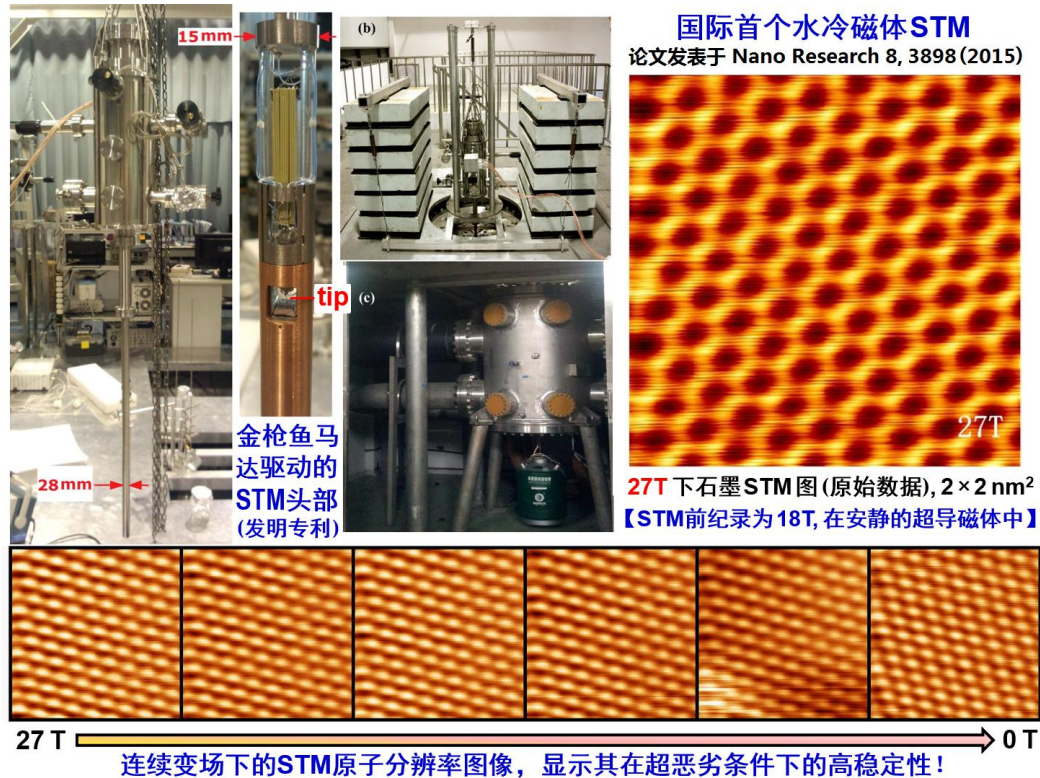 15mm
(b)
国际首个水冷磁体STM
论文发表于 Nano Research 8, 3898(2015)
tip
(c)
27T
28mm
金枪鱼马
达驱动的
STM头部
(发明专利)
27T 下石墨STM图(原始数据), 2×2 nm²
【STM前纪录为18T, 在安静的超导磁体中】
27 T
0 T
连续变场下的STM原子分辨率图像，显示其在超恶劣条件下的高稳定性！